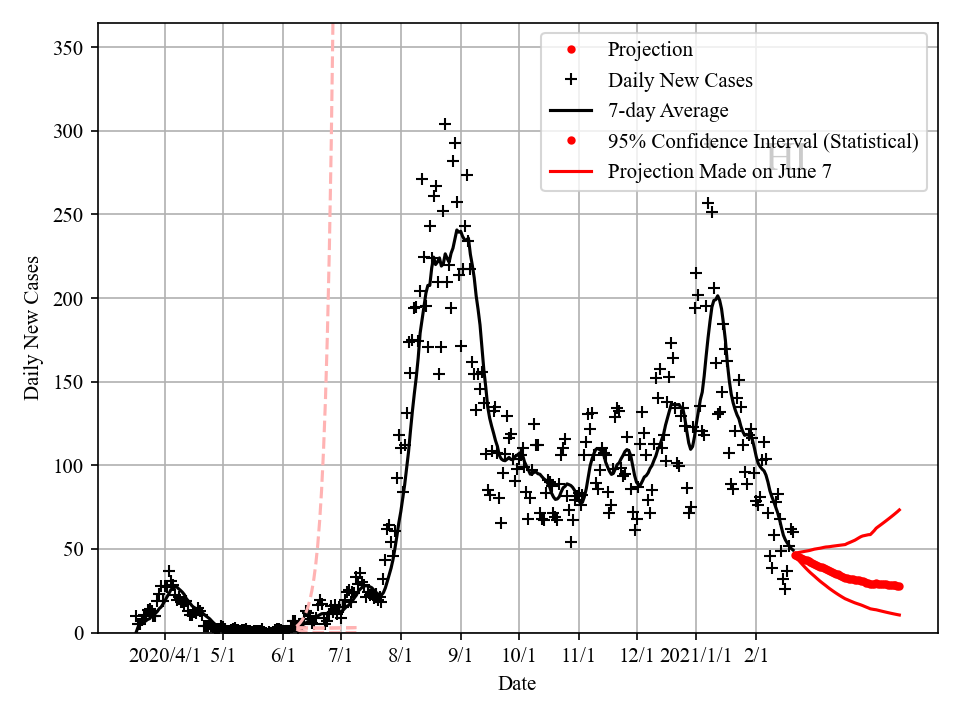 350
300
250
200
150
100
50
0
Daily New Cases
Projection
Daily New Cases
7-day Average
95% Confidence Interval (Statistical)
Projection Made on June 7
HI
2020/4/1 5/1 6/1 7/1 8/1 9/1 10/1 11/1 12/1 2021/1/1 2/1
Date